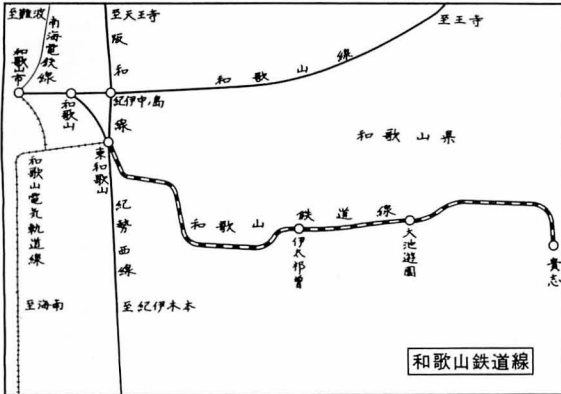 至難波
南海電鉄線
和歌山市
至天王寺
阪和線
至王寺
和歌山線
和歌山
紀伊中ノ島
和歌山県
東和歌山
和歌山電気軌道線
紀勢西線
和歌山鉄道線
伊太祁曽
大池遊園
貴志
至海南
至紀伊木本
和歌山鉄道線